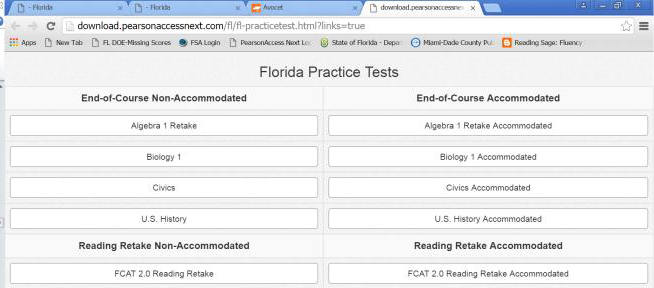 - Florida
- Florida
Avocet
download.pearsonaccessnex
download.pearsonaccessnext.com/fl/fl-practicetest.html?links=true
Apps New Tab FL DOE-Missing Scores FSA Login PearsonAccess Next Lo State of Florida - Depar Miami-Dade County Pu Reading Sage: Fluency
Florida Practice Tests
End-of-Course Non-Accommodated End-of-Course Accommodated
Algebra 1 Retake Algebra 1 Retake Accommodated
Biology 1 Biology 1 Accommodated
Civics Civics Accommodated
U.S. History U.S. History Accommodated
Reading Retake Non-Accommodated Reading Retake Accommodated
FCAT 2.0 Reading Retake FCAT 2.0 Reading Retake Accommodated